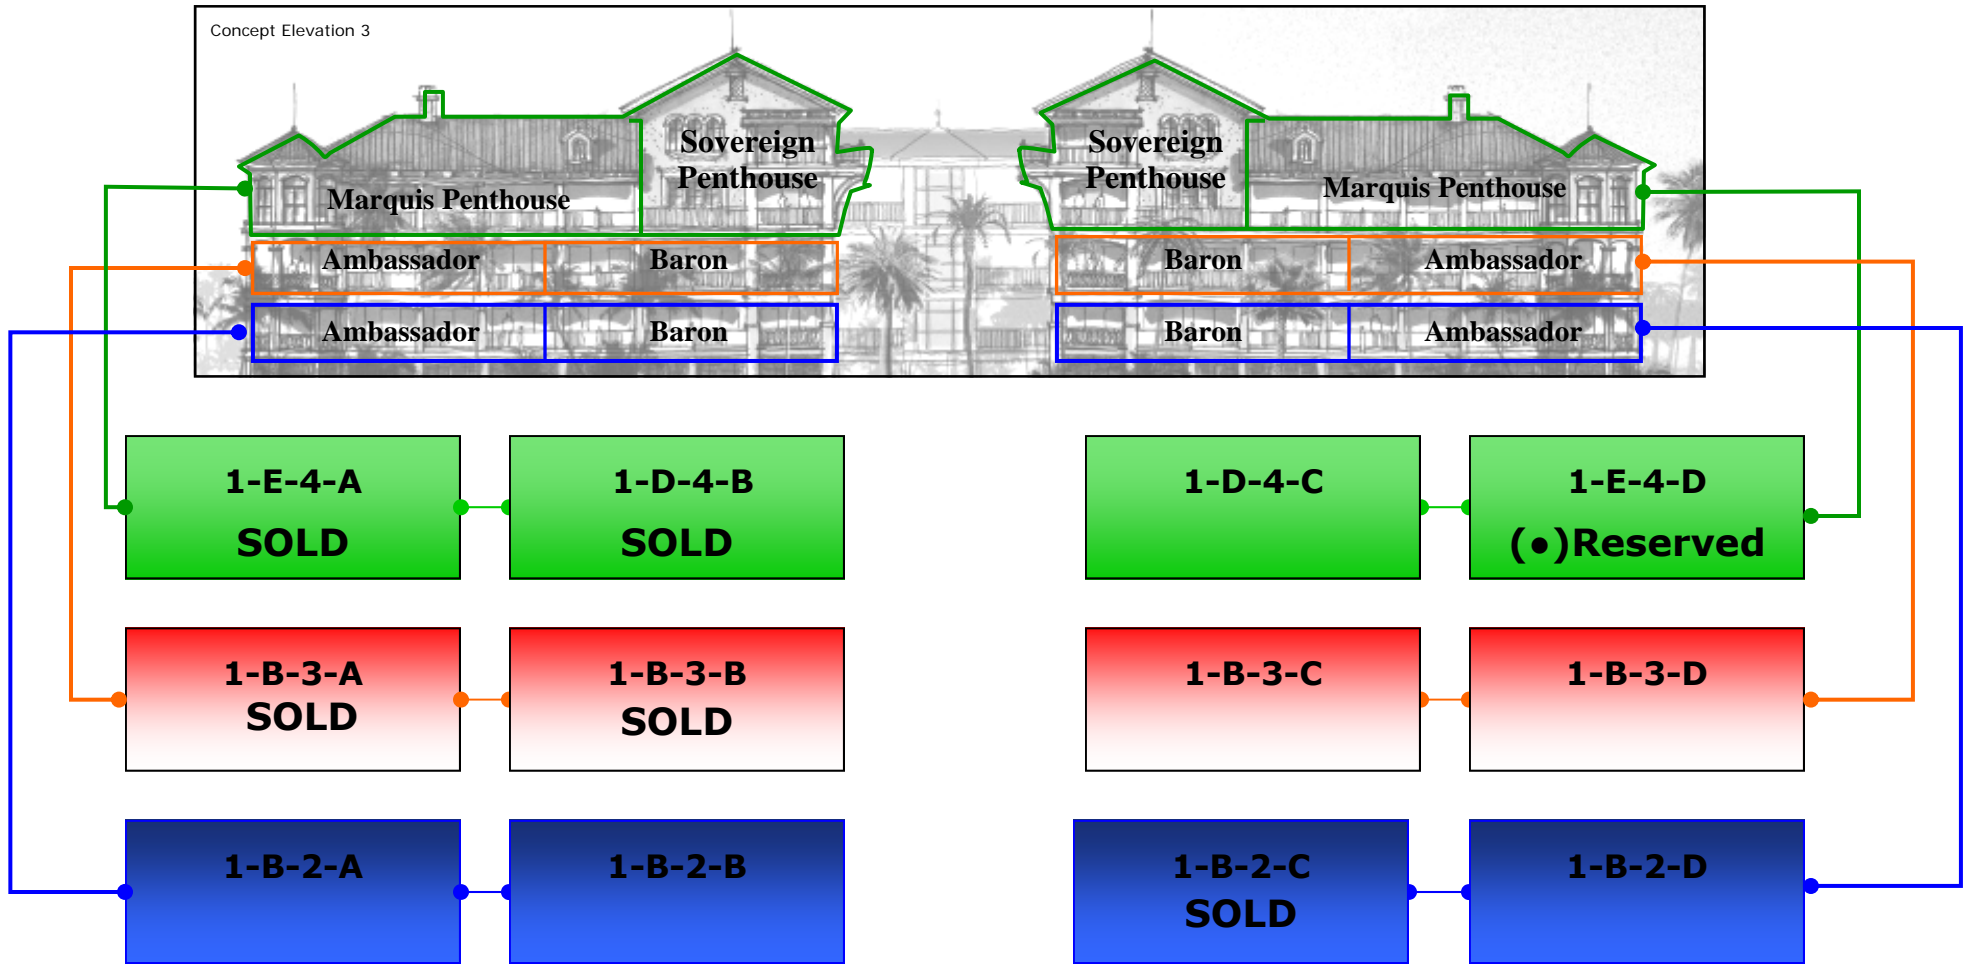 Concept Elevation 3
Sovereign
Penthouse
Marquis Penthouse
Sovereign
Penthouse
Marquis Penthouse
Ambassador
Baron
Baron
Ambassador
Ambassador
Baron
Baron
Ambassador
1-E-4-A
SOLD
1-D-4-B
SOLD
1-D-4-C
1-E-4-D
(●)Reserved
1-B-3-A
SOLD
1-B-3-B
SOLD
1-B-3-C
1-B-3-D
1-B-2-A
1-B-2-B
1-B-2-C
SOLD
1-B-2-D